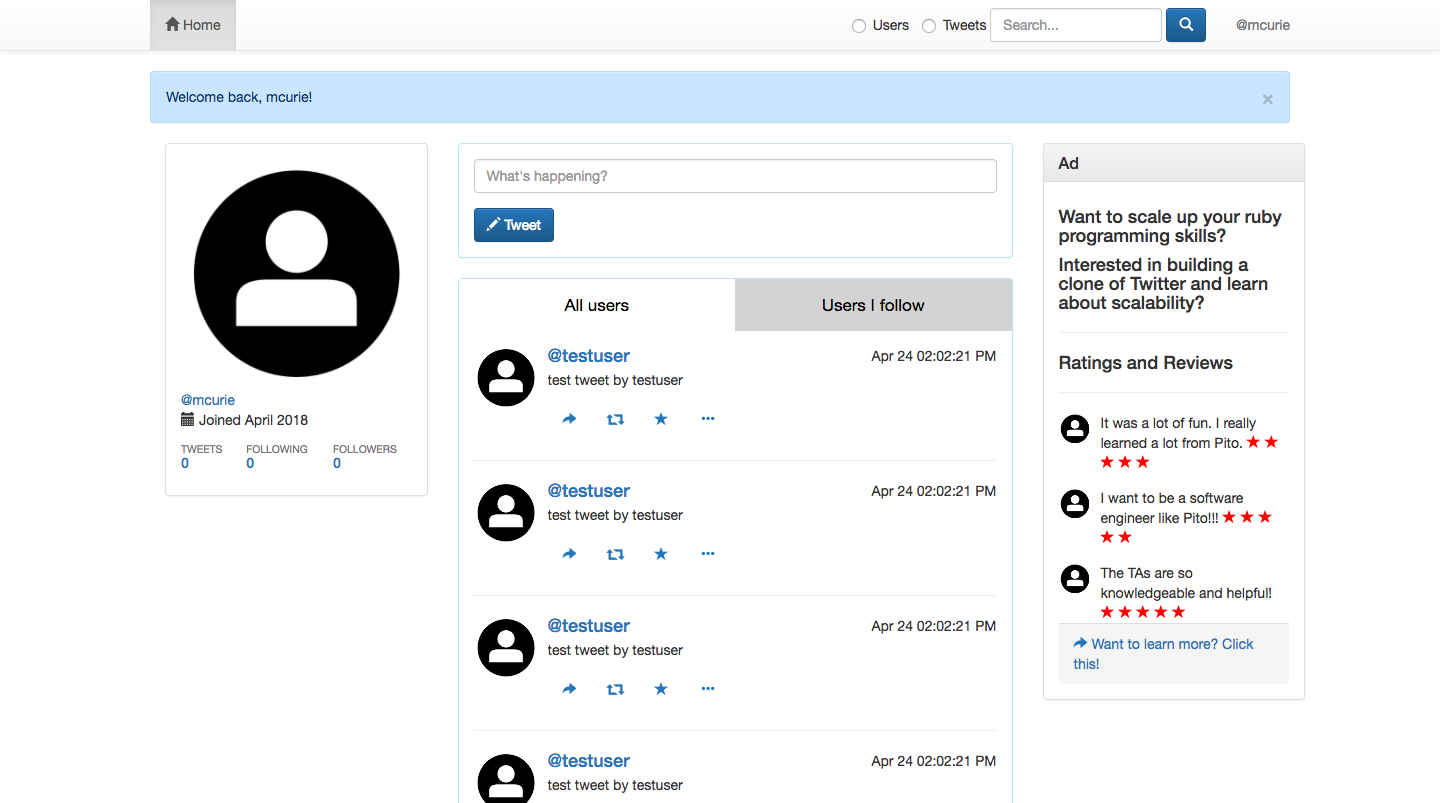 Home
Users
Tweets
Search...
@mcurie
Welcome back, mcurie!
×
@mcurie
Joined April 2018
TWEETS FOLLOWING FOLLOWERS
0 0 0
What's happening?
Tweet
All users
Users I follow
@testuser Apr 24 02:02:21 PM
test tweet by testuser
@testuser Apr 24 02:02:21 PM
test tweet by testuser
@testuser Apr 24 02:02:21 PM
test tweet by testuser
@testuser Apr 24 02:02:21 PM
test tweet by testuser
Ad
Want to scale up your ruby
programming skills?
Interested in building a
clone of Twitter and learn
about scalability?
Ratings and Reviews
It was a lot of fun. I really
learned a lot from Pito. ★ ★
★ ★ ★
I want to be a software
engineer like Pito!!! ★ ★ ★
★ ★
The TAs are so
knowledgeable and helpful!
★ ★ ★ ★ ★
Want to learn more? Click
this!